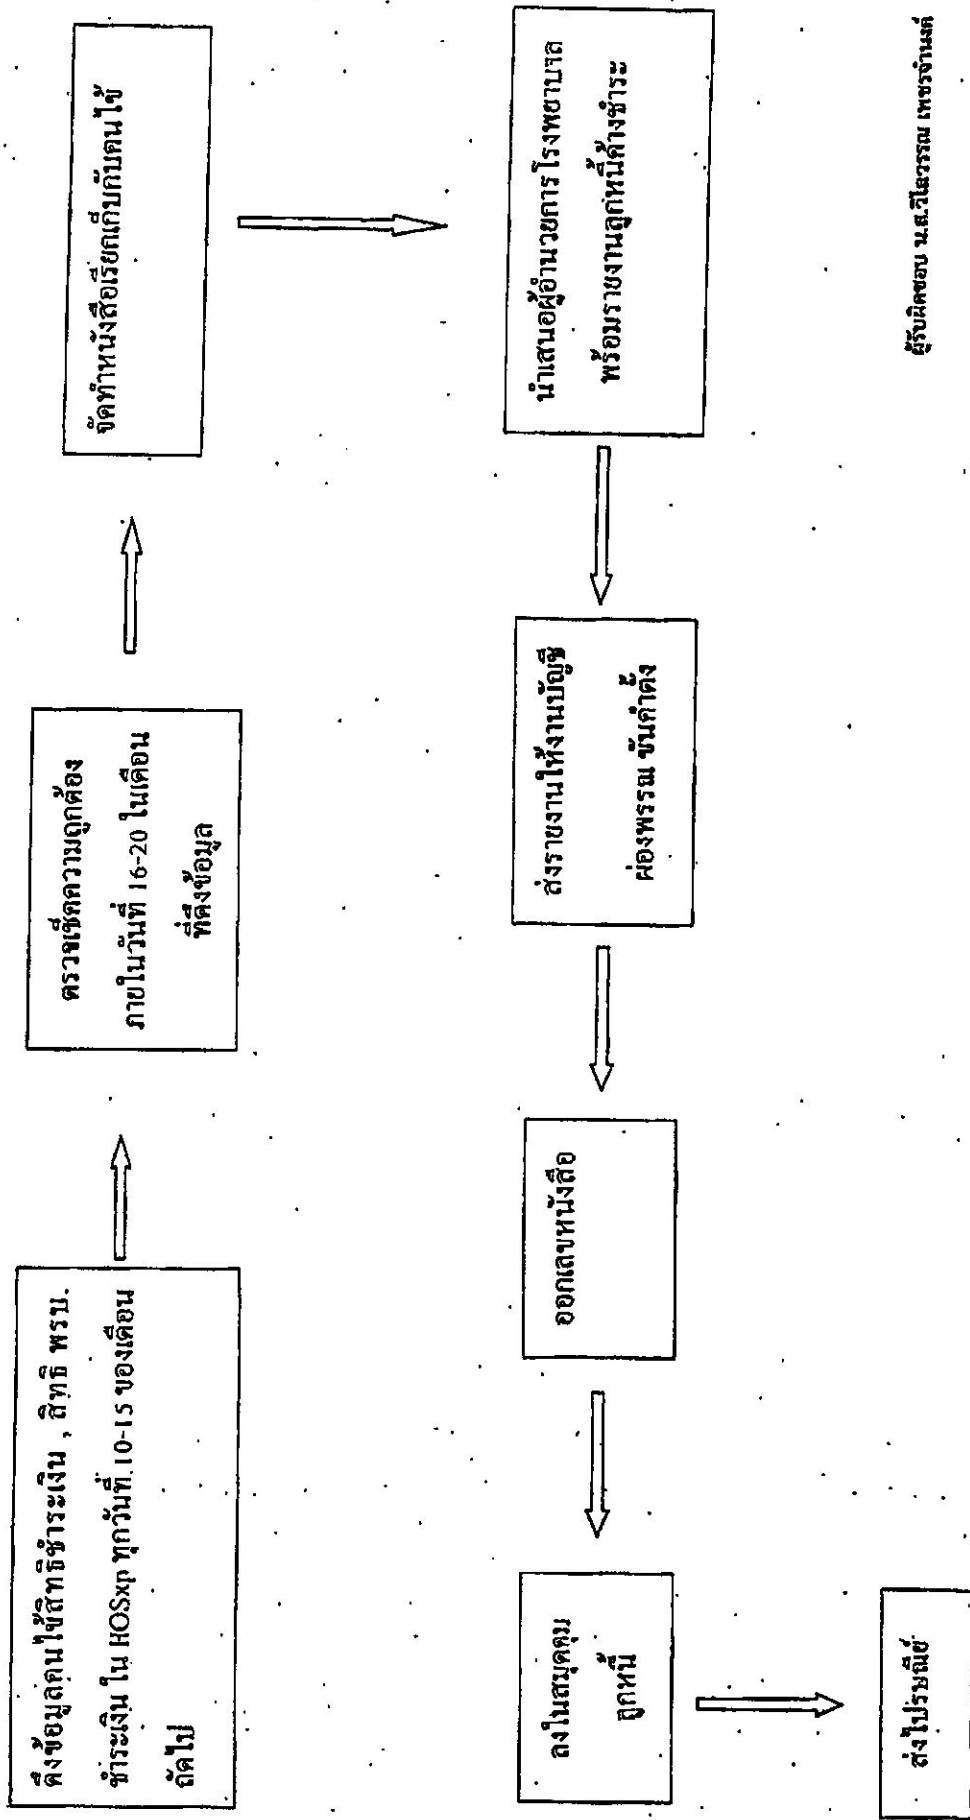 ดึงข้อมูลคนไข้สิทธิชำระเงิน , สิทธิ พรบ.
ชำระเงิน ใน HOSxp ทุกวันที่ 10-15 ของเดือน
ถัดไป
ตรวจเช็คความถูกต้อง
ภายในวันที่ 16-20 ในเดือน
ที่ดึงข้อมูล
จัดทำหนังสือเรียกเก็บกับคนไข้
นำเสนอผู้อำนวยการโรงพยาบาล
พร้อมรายงานลูกหนี้ค้างชำระ
ส่งรายงานให้งานบัญชี
ผ่องพรรณ ขันคำตั้ง
ออกเลขหนังสือ
ลงในสมุดคุม
ลูกหนี้
ส่งไปรษณีย์
ผู้รับผิดชอบ น.ส.วิไลวรรณ เพชรจำนงค์